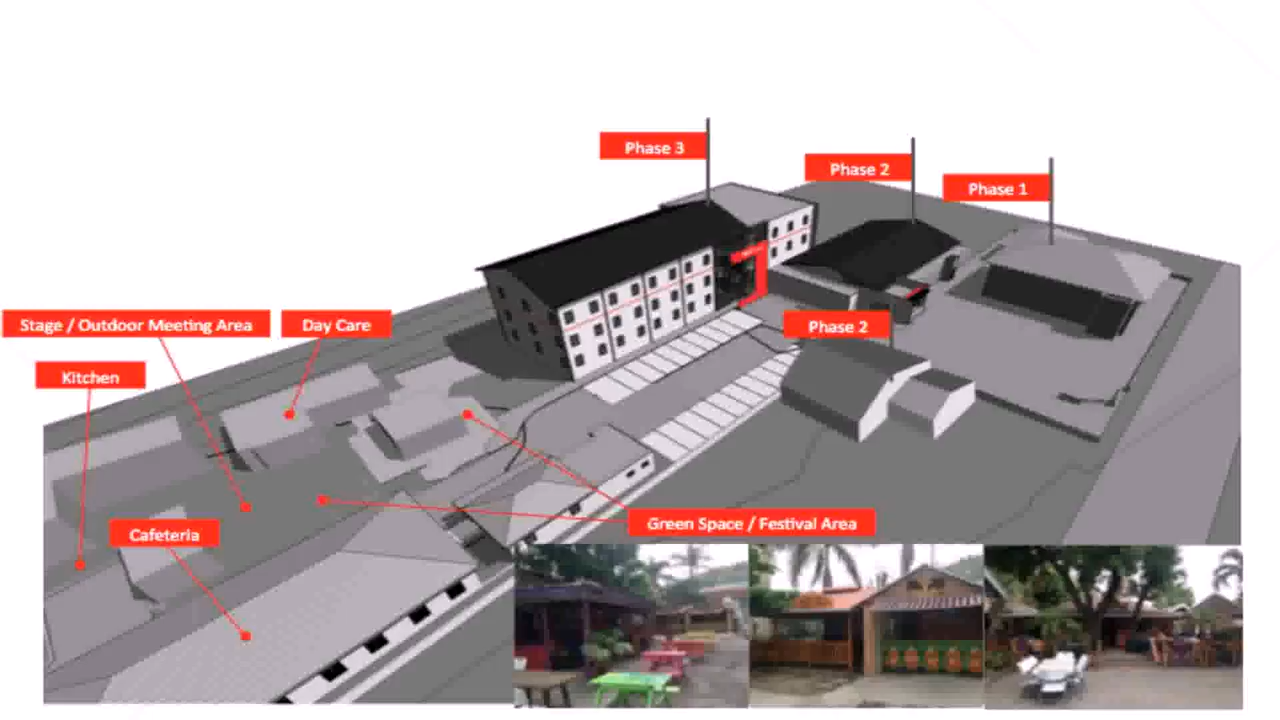 Phase 3
Phase 2
Phase 1
Stage / Outdoor Meeting Area
Day Care
Phase 2
Kitchen
Green Space / Festival Area
Cafeteria